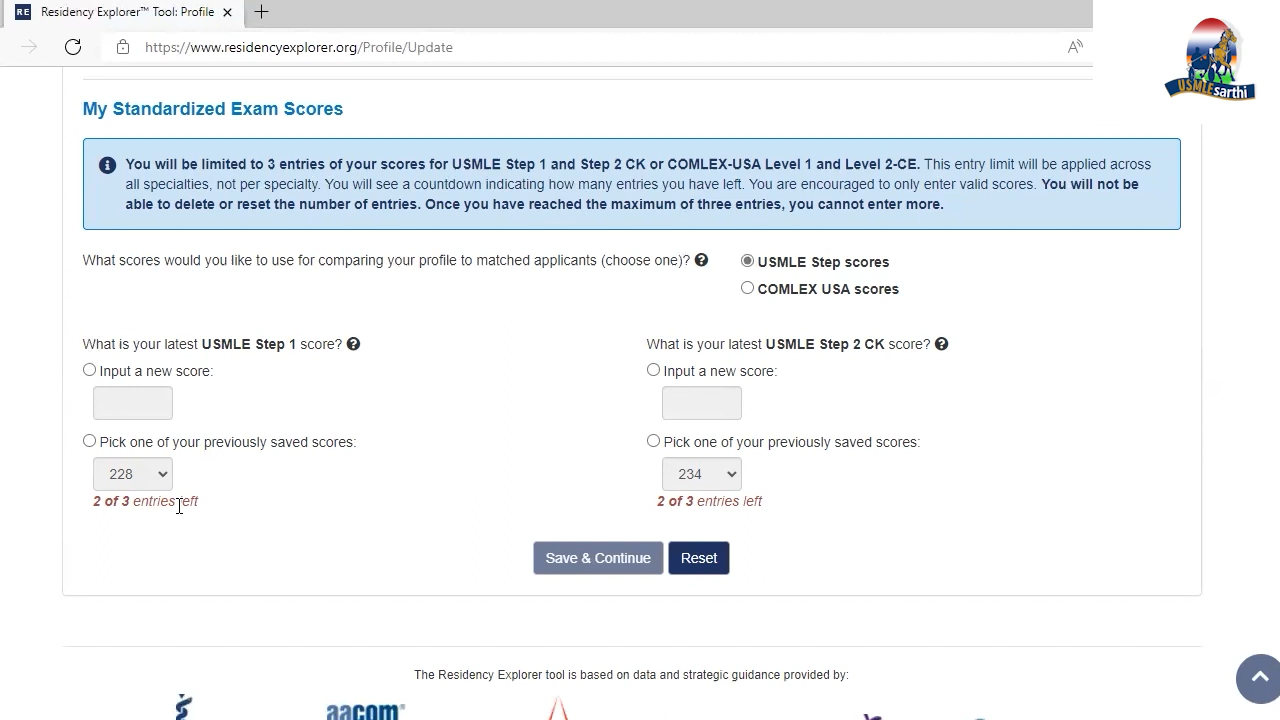 RE Residency Explorer™ Tool: Profile
https://www.residencyexplorer.org/Profile/Update
USMLE sarthi
My Standardized Exam Scores
You will be limited to 3 entries of your scores for USMLE Step 1 and Step 2 CK or COMLEX-USA Level 1 and Level 2-CE. This entry limit will be applied across
all specialties, not per specialty. You will see a countdown indicating how many entries you have left. You are encouraged to only enter valid scores. You will not be
able to delete or reset the number of entries. Once you have reached the maximum of three entries, you cannot enter more.
What scores would you like to use for comparing your profile to matched applicants (choose one)?
USMLE Step scores
COMLEX USA scores
What is your latest USMLE Step 1 score?
Input a new score:
Pick one of your previously saved scores:
228
2 of 3 entries left
What is your latest USMLE Step 2 CK score?
Input a new score:
Pick one of your previously saved scores:
234
2 of 3 entries left
Save & Continue
Reset
The Residency Explorer tool is based on data and strategic guidance provided by:
aacom